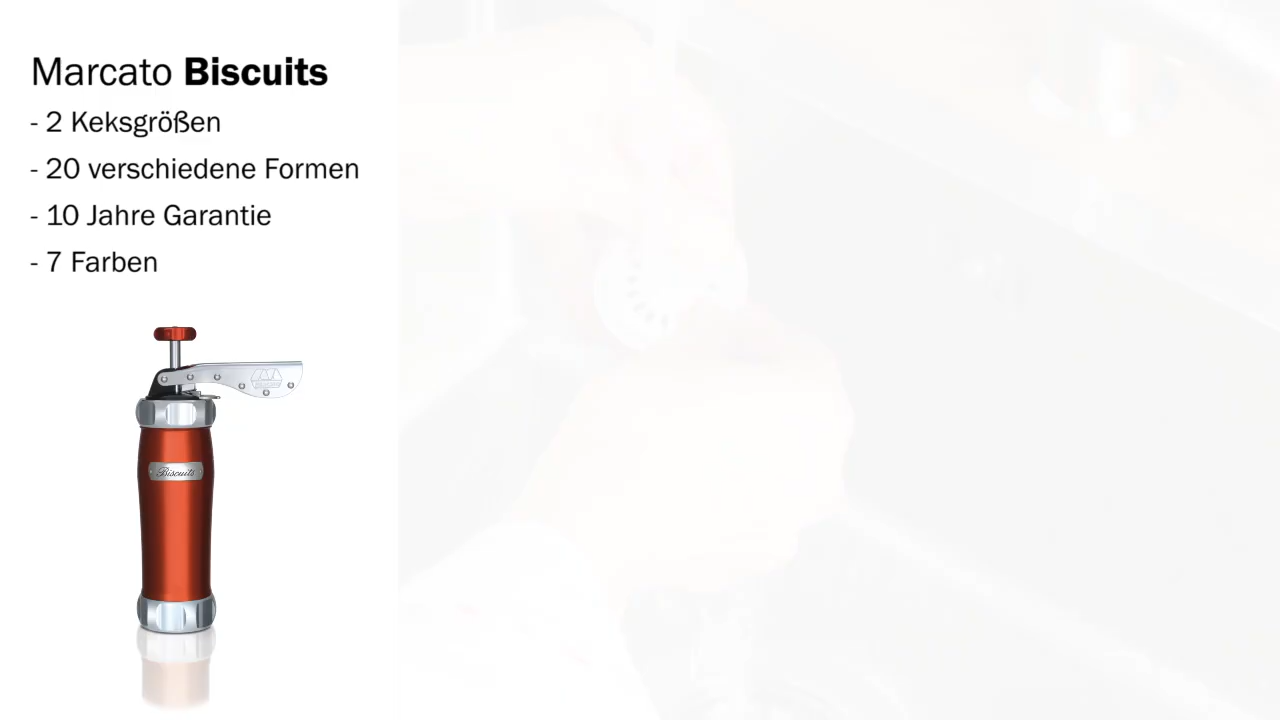 Marcato Biscuits
- 2 Keksgrößen
- 20 verschiedene Formen
- 10 Jahre Garantie
- 7 Farben
Biscuits